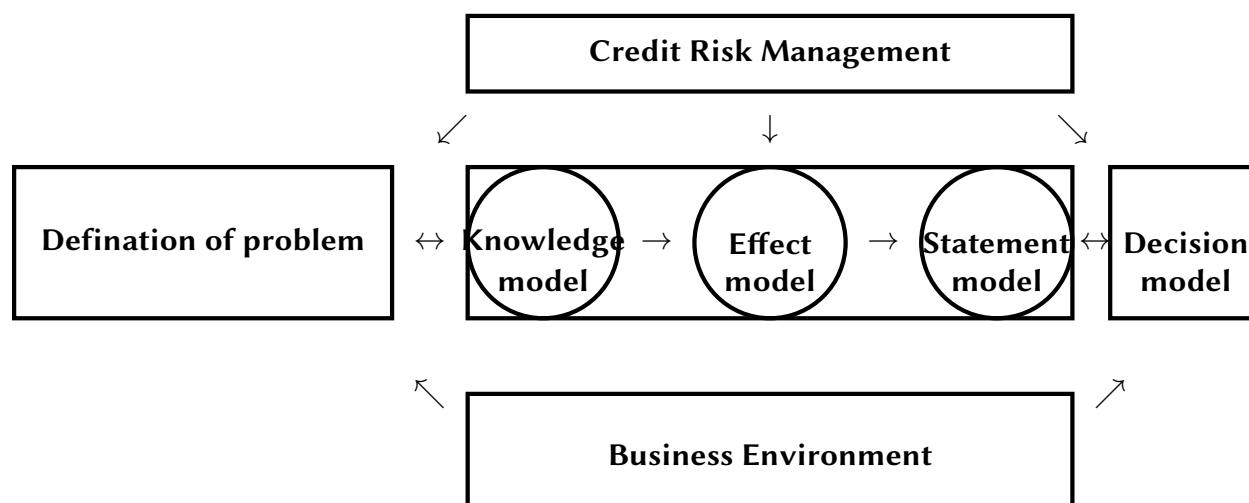 Credit Risk Management
Defination of problem
Knowledge
model
Effect
model
Statement
model
Decision
model
Business Environment